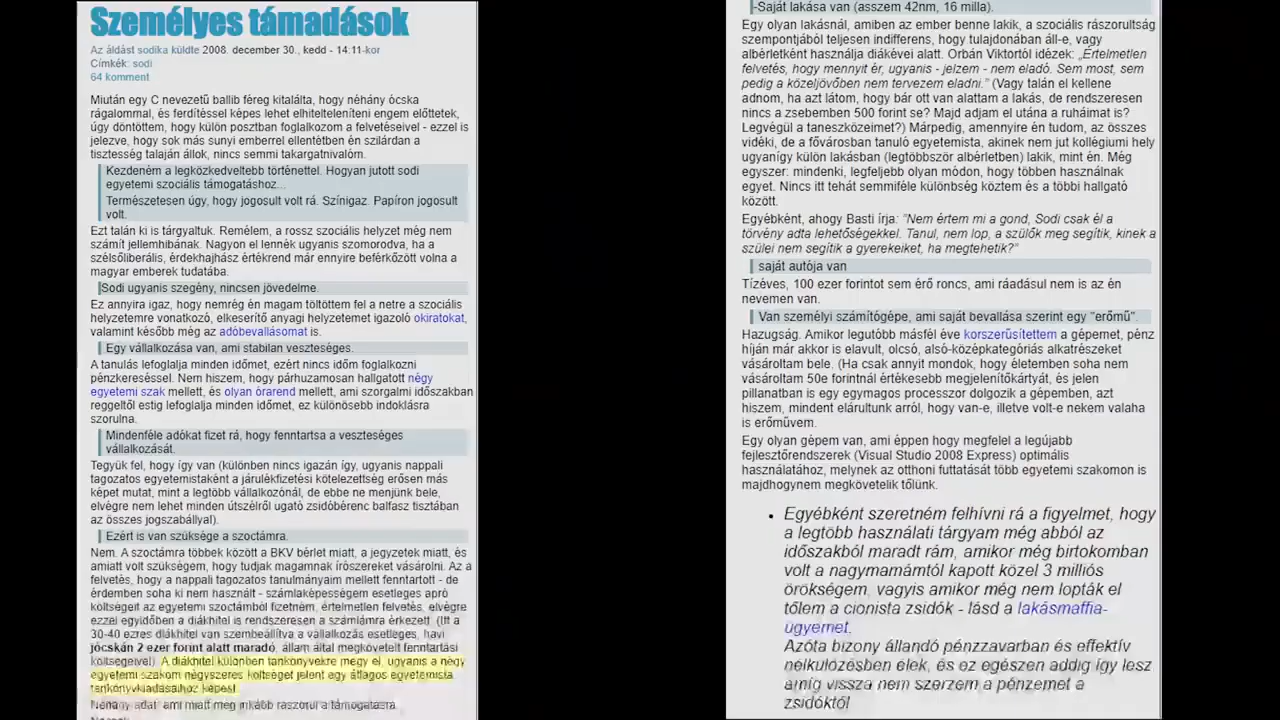 Személyes támadások
Az áldást sodika küldte 2008. december 30., kedd - 14:11-kor
Címkék: sodi
64 komment
Miután egy C nevezetű ballib féreg kitalálta, hogy néhány ócska
rágalommal, és ferdítéssel képes lehet elhiteltelenîteni engem előttetek,
úgy döntöttem, hogy külön posztban foglalkozom a felvetéseivel - ezzel is
jelezve, hogy sok más sunyi emberrel ellentétben én szilárdan a
tisztesség talaján állok, nincs semmi takargatnivalóm.
Kezdeném a legközkedveltebb történettel. Hogyan jutott sodi
egyetemi szociális támogatáshoz...
Természetesen úgy, hogy jogosult volt rá. Színigaz. Papíron jogosult
volt.
Ezt talán ki is tárgyaltuk. Remélem, a rossz szociális helyzet még nem
számít jellemhibának. Nagyon el lennék ugyanis szomorodva, ha a
szélsőliberális, érdekhajhász értékrend már ennyire beférkőzött volna a
magyar emberek tudatába.
Sodi ugyanis szegény, nincsen jövedelme.
Ez annyira igaz, hogy nemrég én magam töltöttem fel a netre a szociális
helyzetemre vonatkozó, elkeserítő anyagi helyzetemet igazoló okiratokat,
valamint később még az adóbevallásomat is.
Egy vállalkozása van, ami stabilan veszteséges.
A tanulás lefoglalja minden időmet, ezért nincs időm foglalkozni
pénzkereséssel. Nem hiszem, hogy párhuzamosan hallgatott négy
egyetemi szak mellett, és olyan órarend mellett, ami szorgalmi időszakban
reggeltől estig lefoglalja minden időmet, ez különösebb indoklásra
szorulna.
Mindenféle adókat fizet rá, hogy fenntartsa a veszteséges
vállalkozását.
Tegyük fel, hogy így van (különben nincs igazán így, ugyanis nappali
tagozatos egyetemistaként a járulékfizetési kötelezettség erősen más
képet mutat, mint a legtöbb vállalkozónál, de ebbe ne menjünk bele,
elvégre nem lehet minden útszélről ugató zsidóbérenc balfasz tisztában
az összes jogszabállyal).
Ezért is van szüksége a szoctámra.
Nem. A szoctámra többek között a BKV bérlet miatt, a jegyzetek miatt, és
amiatt volt szükségem, hogy tudjak magamnak írószereket vásárolni. Az a
felvetés, hogy a nappali tagozatos tanulmányaim mellett fenntartott - de
érdemben soha ki nem használt - számlaképességem esetleges apró
költségeit az egyetemi szoctámból fizetném, értelmetlen felvetés, elvégre
ezzel egyidőben a diákhitel is rendszeresen a számlámra érkezett. (Itt a
30-40 ezres diákhitel van szembeállítva a vállalkozás esetleges, havi
jócskán 2 ezer forint alatt maradó, állam által megkövetelt fenntartási
költségeivel). A diákhitel különben tankönyvekre megy el, ugyanis a négy
egyetemi szakom négyszeres költséget jelent egy átlagos egyetemista
tankönyvkiadásaihoz képest.
Néhány adat, ami miatt még inkább rászorul a támogatásra.
-Saját lakása van (asszem 42nm, 16 milla).
Egy olyan lakásnál, amiben az ember benne lakik, a szociális rászorultság
szempontjából teljesen indifferens, hogy tulajdonában áll-e, vagy
albérletként használja diákévei alatt. Orbán Viktortól idézek: „Értelmetlen
felvetés, hogy mennyit ér, ugyanis - jelzem - nem eladó. Sem most, sem
pedig a közeljövőben nem tervezem eladni.” (Vagy talán el kellene
adnom, ha azt látom, hogy bár ott van alattam a lakás, de rendszeresen
nincs a zsebemben 500 forint se? Majd adjam el utána a ruháimat is?
Legvégül a taneszközeimet?) Márpedig, amennyire én tudom, az összes
vidéki, de a fővárosban tanuló egyetemista, akinek nem jut kollégiumi hely
ugyanígy külön lakásban (legtöbbször albérletben) lakik, mint én. Még
egyszer: mindenki, legfeljebb olyan módon, hogy többen használnak
egyet. Nincs itt tehát semmiféle különbség köztem és a többi hallgató
között.
Egyébként, ahogy Basti írja: "Nem értem mi a gond, Sodi csak él a
törvény adta lehetőségekkel. Tanul, nem lop, a szülők meg segítik, kinek a
szülei nem segítik a gyerekeiket, ha megtehetik?"
saját autója van
Tízéves, 100 ezer forintot sem érő roncs, ami ráadásul nem is az én
nevemen van.
Van személyi számítógépe, ami saját bevallása szerint egy "erőmű".
Hazugság. Amikor legutóbb másfél éve korszerűsítettem a gépemet, pénz
híján már akkor is elavult, olcsó, alsó-középkategóriás alkatrészeket
vásároltam bele. (Ha csak annyit mondok, hogy életemben soha nem
vásároltam 50e forintnál értékesebb megjelenítőkártyát, és jelen
pillanatban is egy egymagos processzor dolgozik a gépemben, azt
hiszem, mindent elárultunk arról, hogy van-e, illetve volt-e nekem valaha
is erőművem.
Egy olyan gépem van, ami éppen hogy megfelel a legújabb
fejlesztőrendszerek (Visual Studio 2008 Express) optimális
használatához, melynek az otthoni futtatását több egyetemi szakomon is
majdhogynem megkövetelik tőlünk.
• Egyébként szeretném felhívni rá a figyelmet, hogy
a legtöbb használati tárgyam még abból az
időszakból maradt rám, amikor még birtokomban
volt a nagymamámtól kapott közel 3 milliós
örökségem, vagyis amikor még nem lopták el
tőlem a cionista zsidók - lásd a lakásmaffia-
ügyemet.
Azóta bizony állandó pénzzavarban és effektív
nélkülözésben élek, és ez egészen addig így lesz
amíg vissza nem szerzem a pénzemet a
zsidóktól